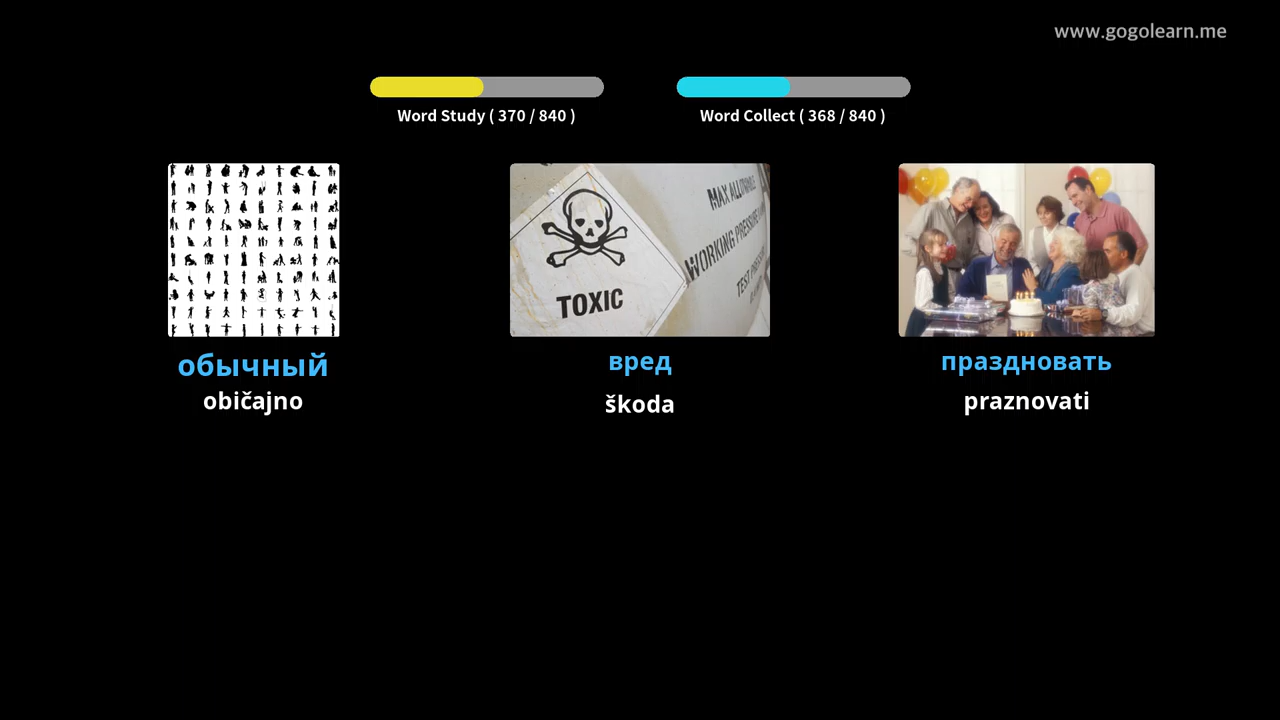 www.gogolearn.me
Word Study ( 370 / 840 )
Word Collect ( 368 / 840 )
TOXIC
MAX ALLOWABLE
WORKING PRESSURE
TEST
обычный
običajno
вред
škoda
праздновать
praznovati